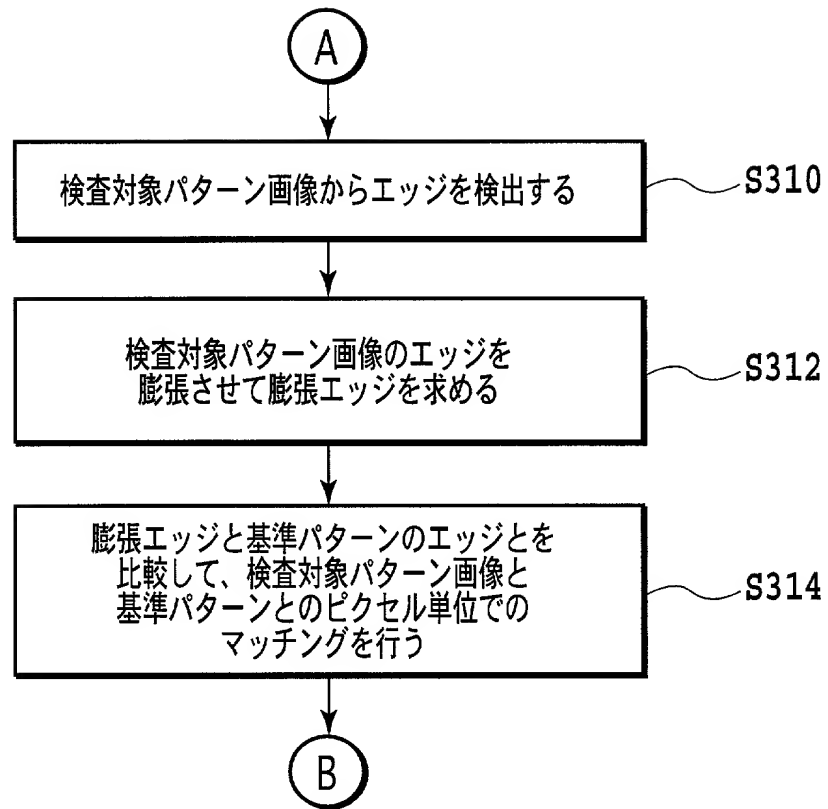 A
検査対象パターン画像からエッジを検出する
S310
検査対象パターン画像のエッジを
膨張させて膨張エッジを求める
S312
膨張エッジと基準パターンのエッジとを
比較して、検査対象パターン画像と
基準パターンとのピクセル単位での
マッチングを行う
S314
B